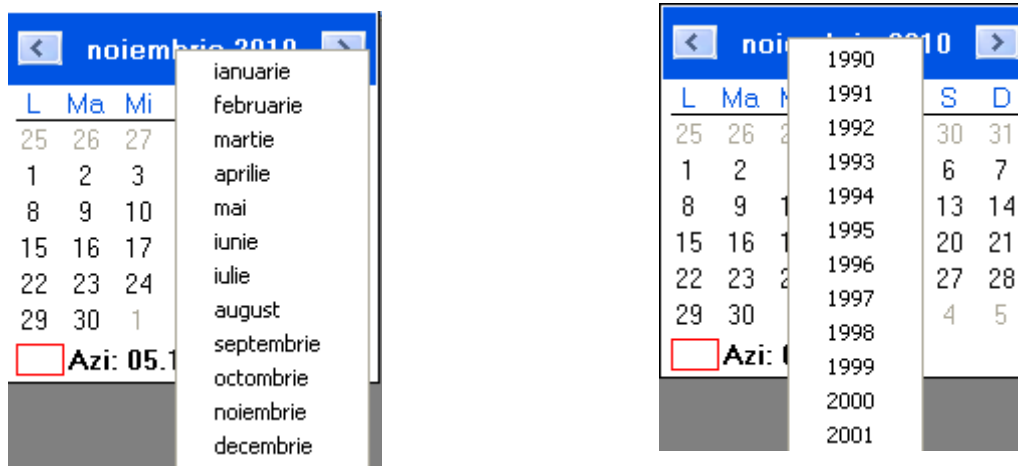 noiembrie 2010
ianuarie
februarie
martie
aprilie
mai
iunie
iulie
august
septembrie
octombrie
noiembrie
decembrie
L Ma Mi
25 26 27
1 2 3
8 9 10
15 16 17
22 23 24
29 30 1
Azi: 05.1
10
1990
1991
1992
1993
1994
1995
1996
1997
1998
1999
2000
2001
L Ma S D
25 26 30 31
1 2 6 7
8 9 13 14
15 16 20 21
22 23 27 28
29 30 4 5
Azi: